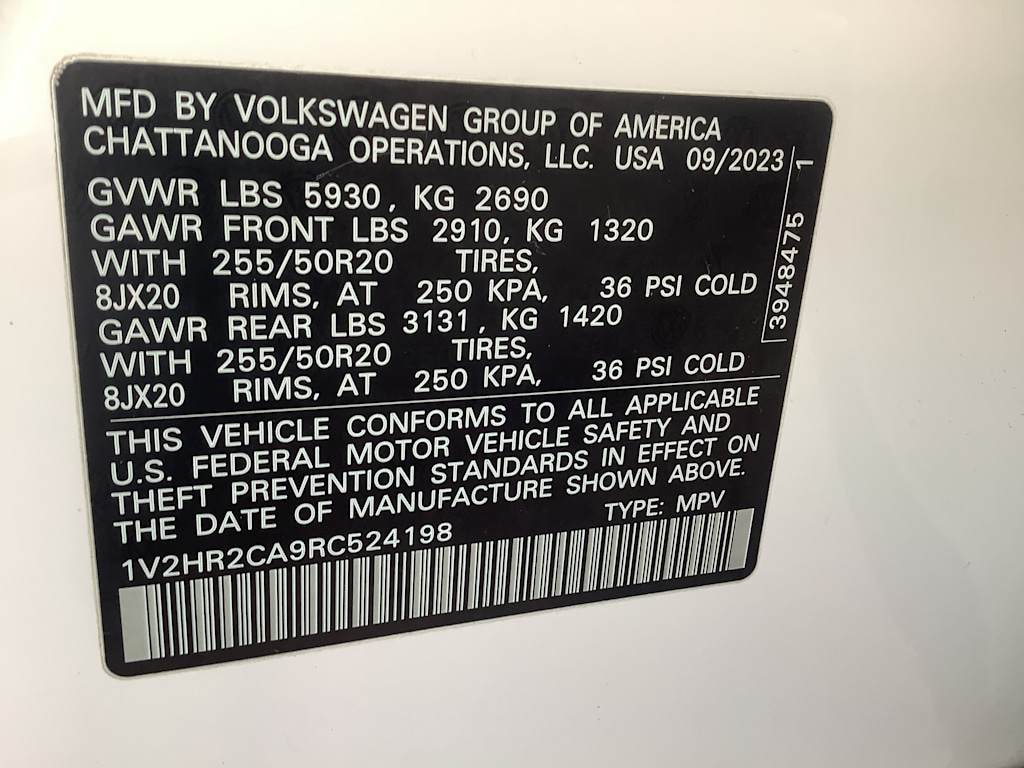 MFD BY VOLKSWAGEN GROUP OF AMERICA
CHATTANOOGA OPERATIONS, LLC. USA 09/2023
GVWR LBS 5930, KG 2690
GAWR FRONT LBS 2910, KG 1320
WITH 255/50R20 TIRES,
8JX20 RIMS, AT 250 KPA, 36 PSI COLD
GAWR REAR LBS 3131, KG 1420
WITH 255/50R20 TIRES,
8JX20 RIMS, AT 250 KPA, 36 PSI COLD
3948475 1
THIS VEHICLE CONFORMS TO ALL APPLICABLE
U.S. FEDERAL MOTOR VEHICLE SAFETY AND
THEFT PREVENTION STANDARDS IN EFFECT ON
THE DATE OF MANUFACTURE SHOWN ABOVE.
1V2HR2CA9RC524198 TYPE: MPV